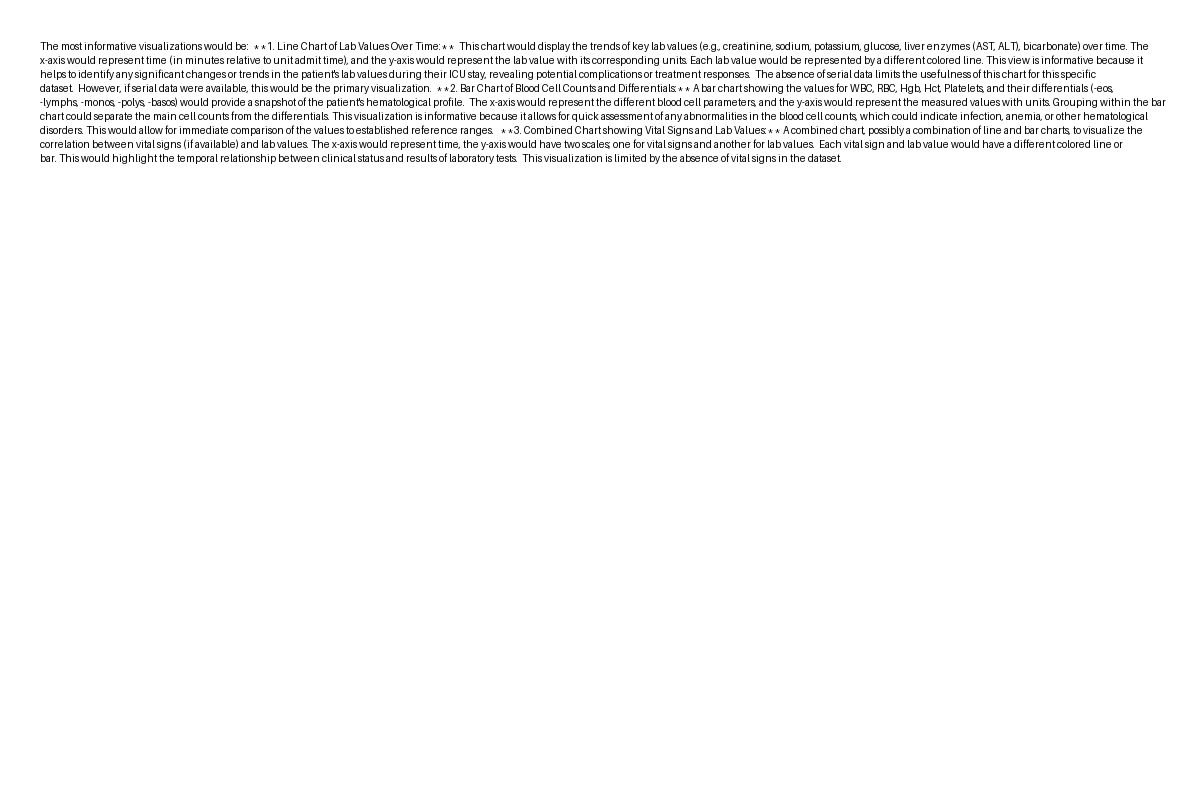 The most informative visualizations would be:  **1. Line Chart of Lab Values Over Time:**  This chart would display the trends of key lab values (e.g., creatinine, sodium, potassium, glucose, liver enzymes (AST, ALT), bicarbonate) over time. The
x-axis would represent time (in minutes relative to unit admit time), and the y-axis would represent the lab value with its corresponding units. Each lab value would be represented by a different colored line. This view is informative because it
helps to identify any significant changes or trends in the patient's lab values during their ICU stay, revealing potential complications or treatment responses.  The absence of serial data limits the usefulness of this chart for this specific
dataset.  However, if serial data were available, this would be the primary visualization.  **2. Bar Chart of Blood Cell Counts and Differentials:** A bar chart showing the values for WBC, RBC, Hgb, Hct, Platelets, and their differentials (-eos,
-lymphs, -monos, -polys, -basos) would provide a snapshot of the patient's hematological profile.  The x-axis would represent the different blood cell parameters, and the y-axis would represent the measured values with units. Grouping within the bar
chart could separate the main cell counts from the differentials. This visualization is informative because it allows for quick assessment of any abnormalities in the blood cell counts, which could indicate infection, anemia, or other hematological
disorders. This would allow for immediate comparison of the values to established reference ranges.   **3. Combined Chart showing Vital Signs and Lab Values:** A combined chart, possibly a combination of line and bar charts, to visualize the
correlation between vital signs (if available) and lab values. The x-axis would represent time, the y-axis would have two scales; one for vital signs and another for lab values.  Each vital sign and lab value would have a different colored line or
bar. This would highlight the temporal relationship between clinical status and results of laboratory tests.  This visualization is limited by the absence of vital signs in the dataset.